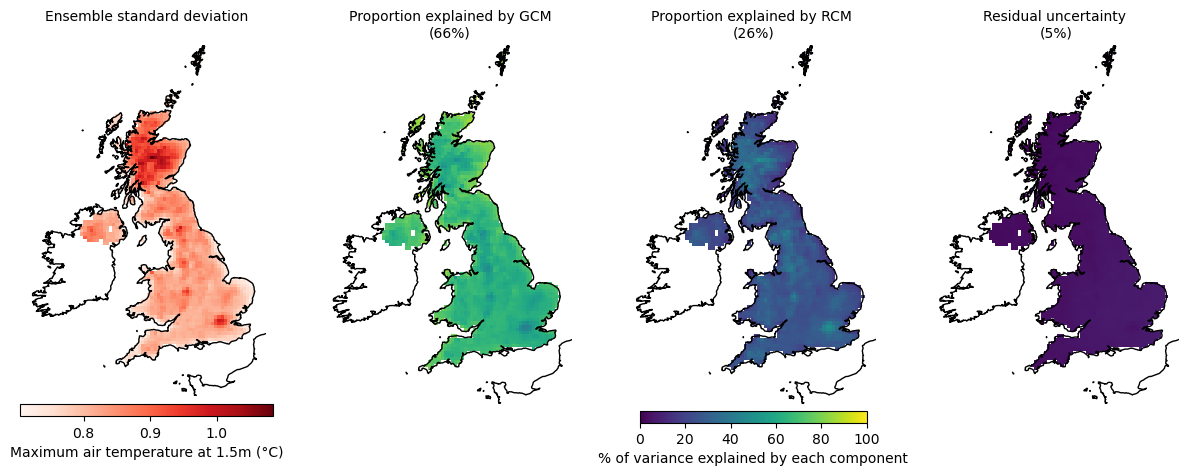 Ensemble standard deviation
Proportion explained by GCM
(66%)
Proportion explained by RCM
(26%)
Residual uncertainty
(5%)
0.8 0.9 1.0
Maximum air temperature at 1.5m (°C)
0 20 40 60 80 100
% of variance explained by each component